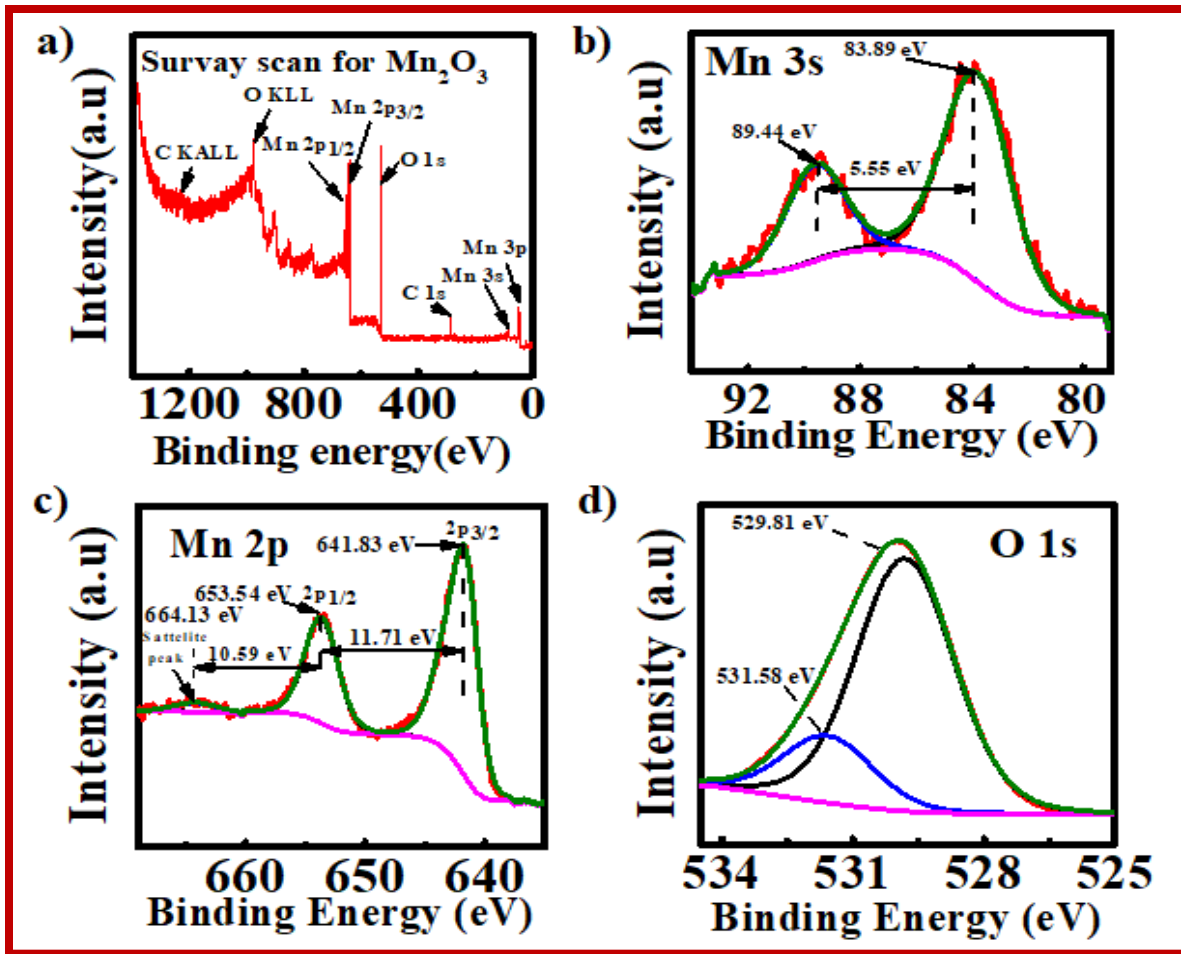 a)
Survay scan for Mn2O3
O KLL
C KALL
Mn 2p1/2
Mn 2p3/2
O 1s
C 1s
Mn 3s
Mn 3p
Intensity(a.u)
1200 800 400 0
Binding energy(eV)
b)
Mn 3s
83.89 eV
89.44 eV
5.55 eV
Intensity (a.u)
92 88 84 80
Binding Energy (eV)
c)
Mn 2p
2p3/2
641.83 eV
653.54 eV 2p1/2
664.13 eV
Sattelite
peak
10.59 eV
11.71 eV
Intensity (a.u)
660 650 640
Binding Energy (eV)
d)
529.81 eV
O 1s
531.58 eV
Intensity (a.u)
534 531 528 525
Binding Energy (eV)